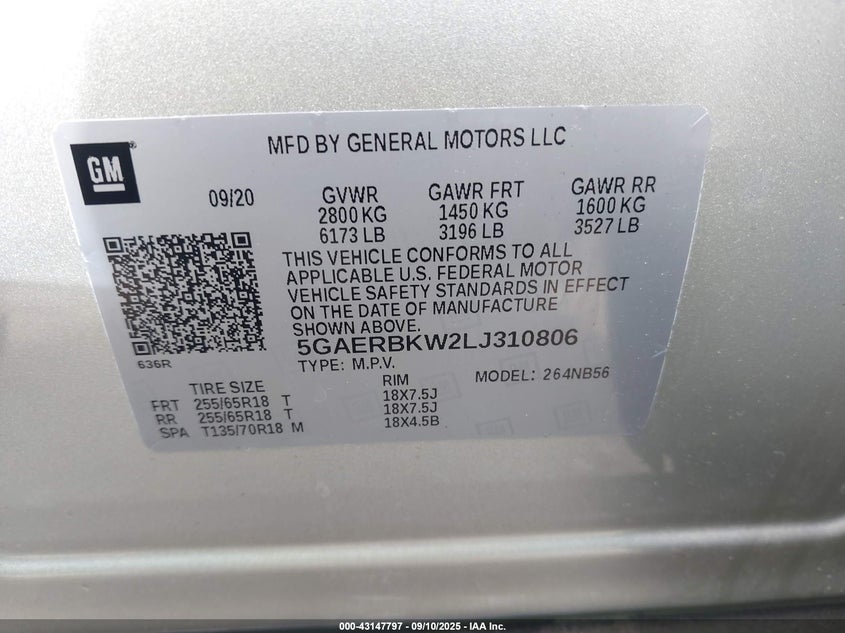 MFD BY GENERAL MOTORS LLC
GM
09/20 GVWR GAWR FRT GAWR RR
2800 KG 1450 KG 1600 KG
6173 LB 3196 LB 3527 LB
THIS VEHICLE CONFORMS TO ALL
APPLICABLE U.S. FEDERAL MOTOR
VEHICLE SAFETY STANDARDS IN EFFECT
ON THE DATE OF MANUFACTURE
SHOWN ABOVE.
636R
5GAERBKW2LJ310806
TYPE: M.P.V. MODEL: 264NB56
TIRE SIZE RIM
FRT 255/65R18 T 18X7.5J
RR 255/65R18 T 18X7.5J
SPA T135/70R18 M 18X4.5B
000-43147797 - 09/10/2025 - IAA Inc.